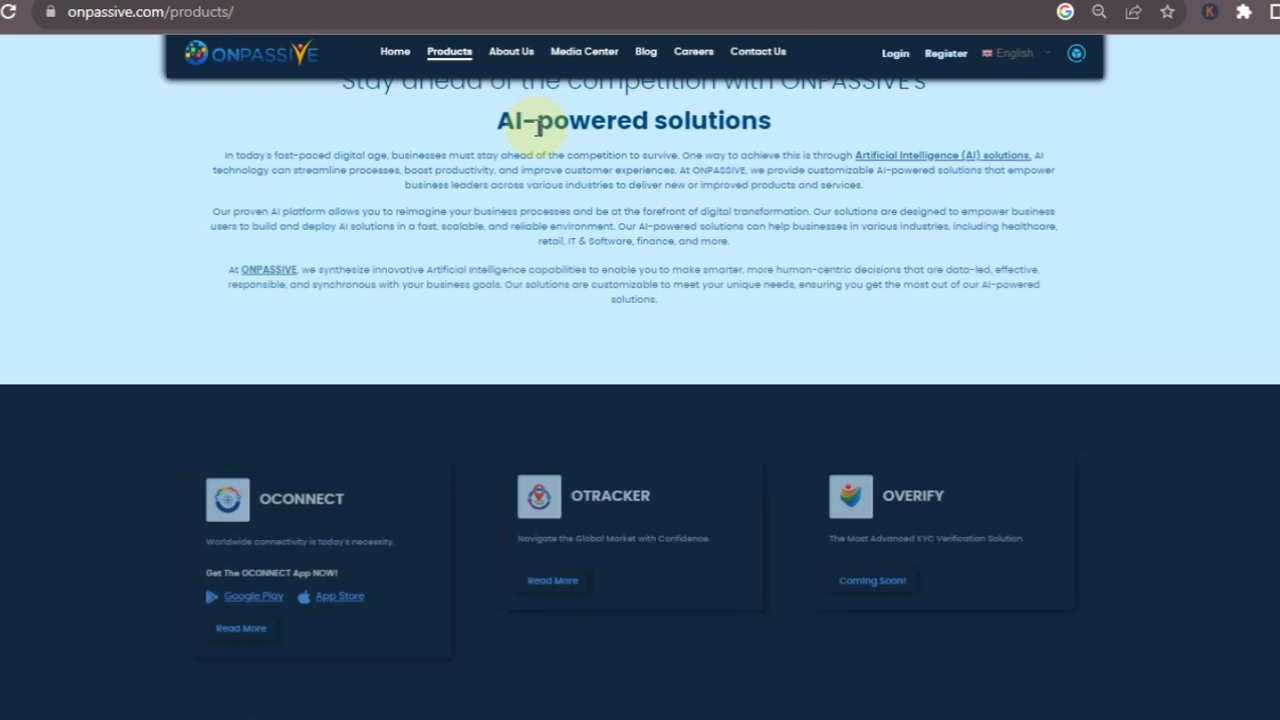 onpassive.com/products/
ONPASSIVE Home Products About Us Media Center Blog Careers Contact Us Login Register English
Stay ahead of the competition with ONPASSIVE's
AI-powered solutions
In today's fast-paced digital age, businesses must stay ahead of the competition to survive. One way to achieve this is through Artificial Intelligence (AI) solutions. AI
technology can streamline processes, boost productivity, and improve customer experiences. At ONPASSIVE, we provide customizable AI-powered solutions that empower
business leaders across various industries to deliver new or improved products and services.
Our proven AI platform allows you to reimagine your business processes and be at the forefront of digital transformation. Our solutions are designed to empower business
users to build and deploy AI solutions in a fast, scalable, and reliable environment. Our AI-powered solutions can help businesses in various industries, including healthcare,
retail, IT & Software, finance, and more.
At ONPASSIVE, we synthesize innovative Artificial Intelligence capabilities to enable you to make smarter, more human-centric decisions that are data-led, effective,
responsible, and synchronous with your business goals. Our solutions are customizable to meet your unique needs, ensuring you get the most out of our AI-powered
solutions.
OCONNECT
Worldwide connectivity is today's necessity.
Get The OCONNECT App NOW!
Google Play App Store
Read More
OTRACKER
Navigate the Global Market with Confidence.
Read More
OVERIFY
The Most Advanced KYC Verification Solution.
Coming Soon!